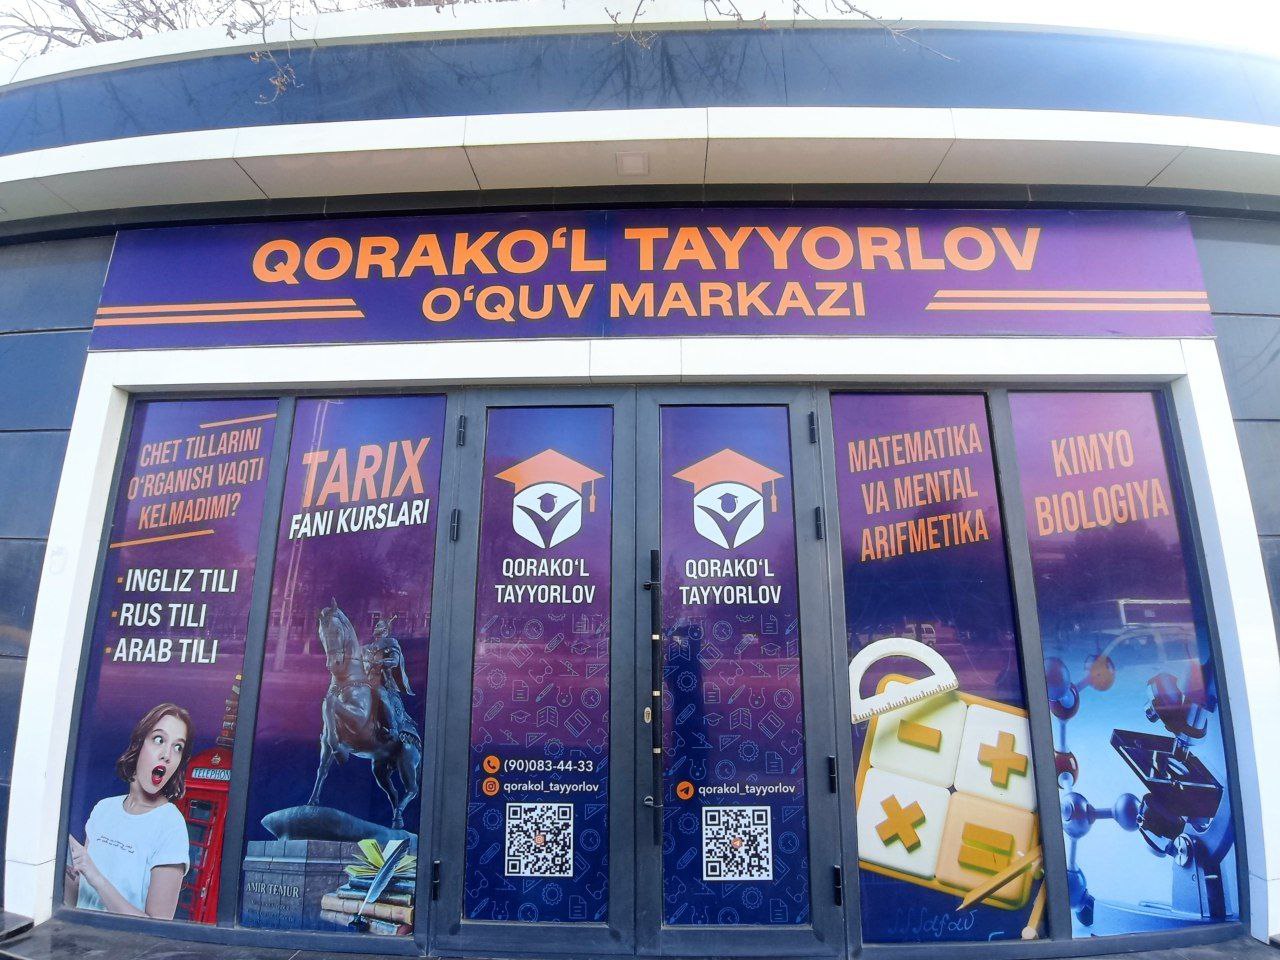 QORAKO‘L TAYYORLOV
O‘QUV MARKAZI
CHET TILLARINI
O‘RGANISH VAQTI
KELMADIMI?
· INGLIZ TILI
· RUS TILI
· ARAB TILI
TELEPHONE
TARIX
FANI KURSLARI
AMIR TEMUR
QORAKO‘L
TAYYORLOV
(90)083-44-33
qorakol_tayyorlov
QORAKO‘L
TAYYORLOV
qorakol_tayyorlov
MATEMATIKA
VA MENTAL
ARIFMETIKA
KIMYO
BIOLOGIYA